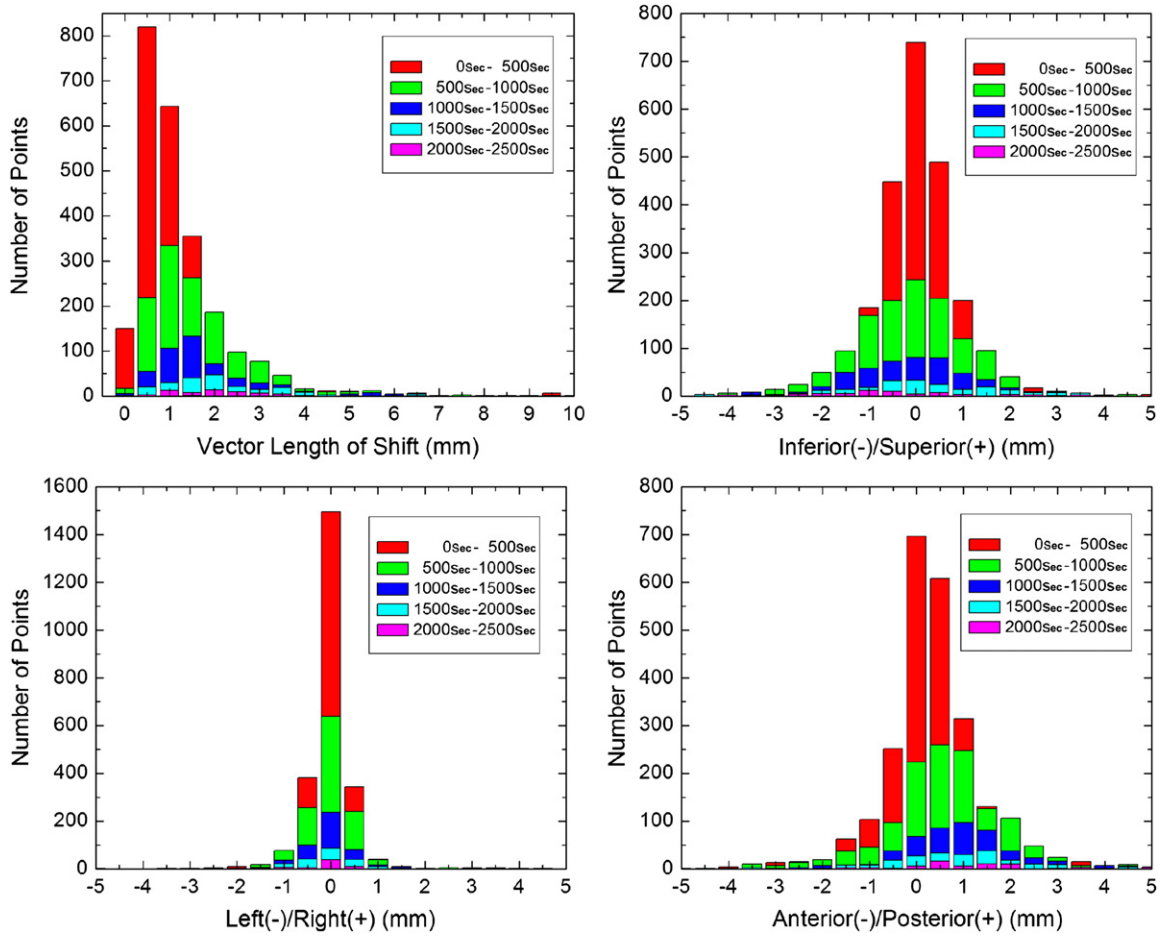 800
700
600
500
400
300
200
100
0
Number of Points
0Sec- 500Sec
500Sec-1000Sec
1000Sec-1500Sec
1500Sec-2000Sec
2000Sec-2500Sec
0 1 2 3 4 5 6 7 8 9 10
Vector Length of Shift (mm)
800
700
600
500
400
300
200
100
0
Number of Points
0Sec- 500Sec
500Sec-1000Sec
1000Sec-1500Sec
1500Sec-2000Sec
2000Sec-2500Sec
-5 -4 -3 -2 -1 0 1 2 3 4 5
Inferior(-)/Superior(+) (mm)
1600
1400
1200
1000
800
600
400
200
0
Number of Points
0Sec- 500Sec
500Sec-1000Sec
1000Sec-1500Sec
1500Sec-2000Sec
2000Sec-2500Sec
-5 -4 -3 -2 -1 0 1 2 3 4 5
Left(-)/Right(+) (mm)
800
700
600
500
400
300
200
100
0
Number of Points
0Sec- 500Sec
500Sec-1000Sec
1000Sec-1500Sec
1500Sec-2000Sec
2000Sec-2500Sec
-5 -4 -3 -2 -1 0 1 2 3 4 5
Anterior(-)/Posterior(+) (mm)